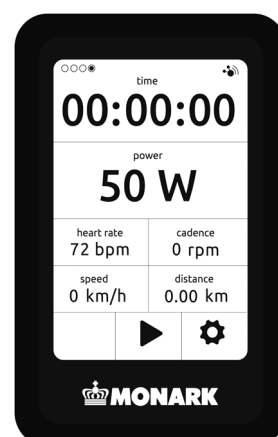 time
00:00:00
power
50 W
heart rate
72 bpm
cadence
0 rpm
speed
0 km/h
distance
0.00 km
MONARK